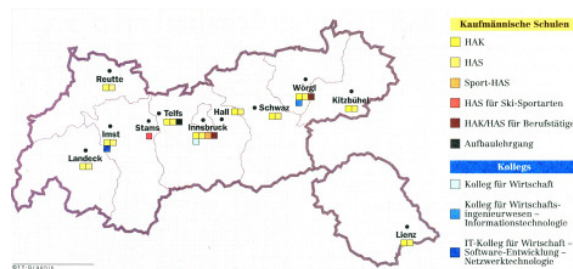 Kaufmännische Schulen
HAK
HAS
Sport-HAS
HAS für Ski-Sportarten
HAK/HAS für Berufstätige
Aufbaulehrgang
Kollegs
Kolleg für Wirtschaft
Kolleg für Wirtschafts-
ingenieurwesen –
Informationstechnologie
IT-Kolleg für Wirtschaft –
Software-Entwicklung –
Netzwerktechnologie
Reutte
Wörgl
Kitzbühel
Schwaz
Hall
Telfs
Innsbruck
Stams
Imst
Landeck
Lienz
©TT-Graphik